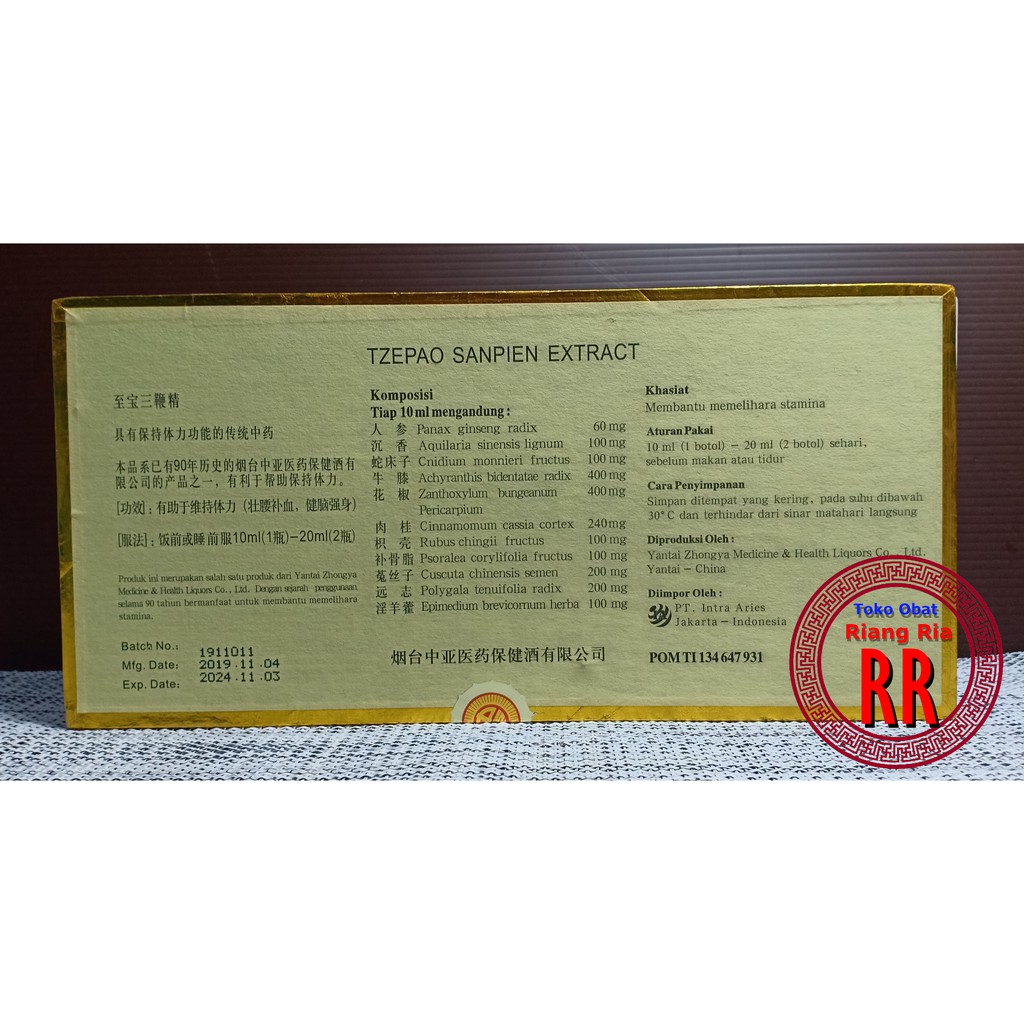 TZEPAO SANPIEN EXTRACT
至宝三鞭精
具有保持体力功能的传统中药
本品系已有90年历史的烟台中亚医药保健酒有
限公司的产品之一，有利于帮助保持体力。
[功效]：有助于维持体力（壮腰补血，健脑强身）
[服法]：饭前或睡前服10ml(1瓶)－20ml(2瓶)
Produk ini merupakan salah satu produk dari Yantai Zhongya
Medicine & Health Liquors Co., Ltd. Dengan sejarah penggunaan
selama 90 tahun bermanfaat untuk membantu memelihara
stamina.
Batch No.: 1911011
Mfg. Date: 2019.11.04
Exp. Date: 2024.11.03
Komposisi
Tiap 10 ml mengandung :
人参 Panax ginseng radix 60 mg
沉香 Aquilaria sinensis lignum 100 mg
蛇床子 Cnidium monnieri fructus 100 mg
牛膝 Achyranthis bidentatae radix 400 mg
花椒 Zanthoxylum bungeanum 400 mg
Pericarpium
肉桂 Cinnamomum cassia cortex 240 mg
枳壳 Rubus chingii fructus 100 mg
补骨脂 Psoralea corylifolia fructus 100 mg
菟丝子 Cuscuta chinensis semen 200 mg
远志 Polygala tenuifolia radix 200 mg
淫羊藿 Epimedium brevicornum herba 100 mg
烟台中亚医药保健酒有限公司
Khasiat
Membantu memelihara stamina
Aturan Pakai
10 ml (1 botol) － 20 ml (2 botol) sehari,
sebelum makan atau tidur
Cara Penyimpanan
Simpan ditempat yang kering, pada suhu dibawah
30°C dan terhindar dari sinar matahari langsung
Diproduksi Oleh :
Yantai Zhongya Medicine & Health Liquors Co., Ltd.
Yantai - China
Diimpor Oleh :
PT. Intra Aries
Jakarta - Indonesia
POM TI 134 647 931
Toko Obat
Riang Ria
RR